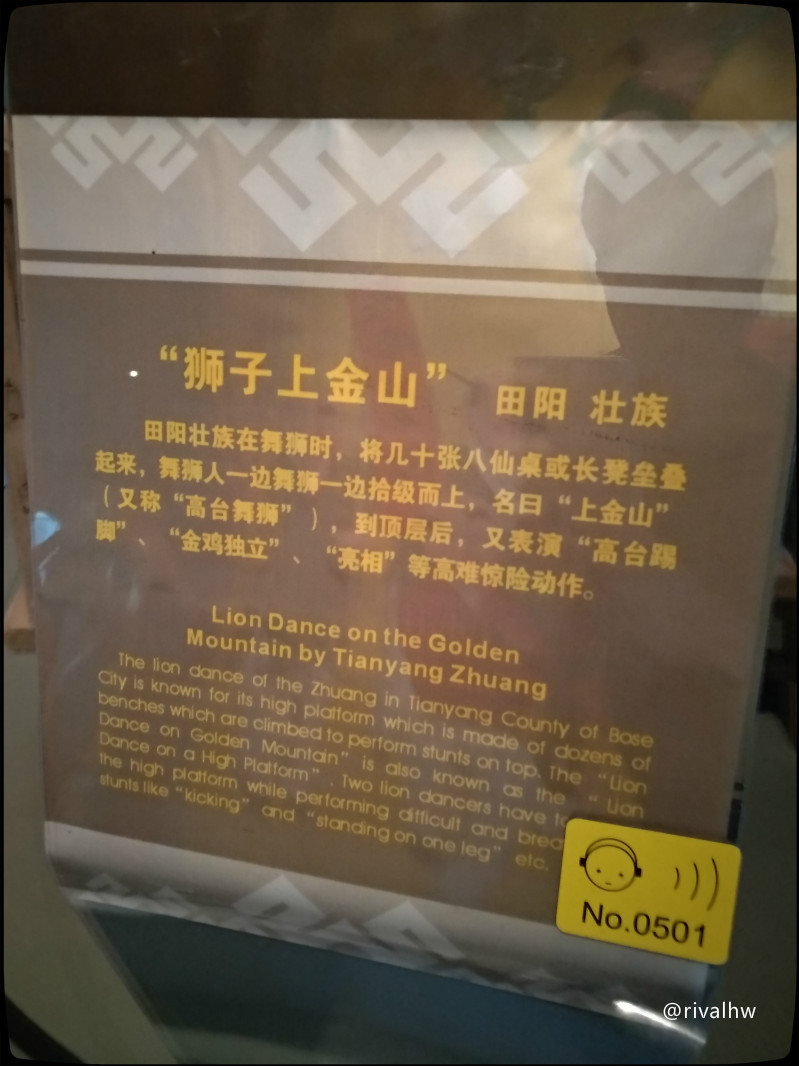 “狮子上金山” 田阳 壮族
田阳壮族在舞狮时，将几十张八仙桌或长凳垒叠
起来，舞狮人一边舞狮一边拾级而上，名曰“上金山”
（又称“高台舞狮”），到顶层后，又表演“高台踢
脚”、“金鸡独立”、“亮相”等高难惊险动作。
Lion Dance on the Golden
Mountain by Tianyang Zhuang
The lion dance of the Zhuang in Tianyang County of Bose
City is known for its high platform which is made of dozens of
benches which are climbed to perform stunts on top. The “Lion
Dance on Golden Mountain” is also known as the “Lion
Dance on a High Platform”. Two lion dancers have
the high platform while performing difficult and
stunts like “kicking” and “standing on one leg” etc.
No.0501
@rivalhw